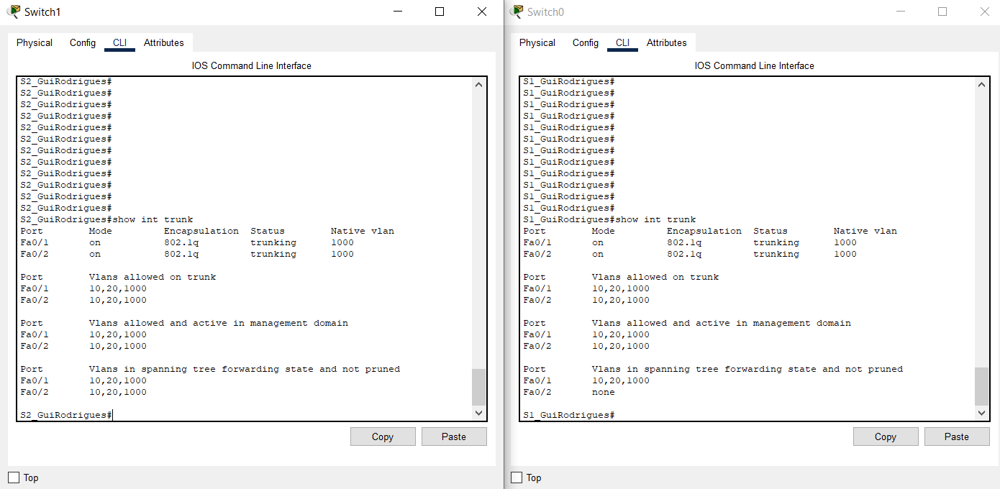 Switch1
Physical Config CLI Attributes
IOS Command Line Interface
S2_GuiRodrigues#
S2_GuiRodrigues#
S2_GuiRodrigues#
S2_GuiRodrigues#
S2_GuiRodrigues#
S2_GuiRodrigues#
S2_GuiRodrigues#
S2_GuiRodrigues#
S2_GuiRodrigues#
S2_GuiRodrigues#
S2_GuiRodrigues#
S2_GuiRodrigues#
S2_GuiRodrigues#show int trunk
Port Mode Encapsulation Status Native vlan
Fa0/1 on 802.1q trunking 1000
Fa0/2 on 802.1q trunking 1000
Port Vlans allowed on trunk
Fa0/1 10,20,1000
Fa0/2 10,20,1000
Port Vlans allowed and active in management domain
Fa0/1 10,20,1000
Fa0/2 10,20,1000
Port Vlans in spanning tree forwarding state and not pruned
Fa0/1 10,20,1000
Fa0/2 10,20,1000
S2_GuiRodrigues#
Copy Paste
Top
Switch0
Physical Config CLI Attributes
IOS Command Line Interface
S1_GuiRodrigues#
S1_GuiRodrigues#
S1_GuiRodrigues#
S1_GuiRodrigues#
S1_GuiRodrigues#
S1_GuiRodrigues#
S1_GuiRodrigues#
S1_GuiRodrigues#
S1_GuiRodrigues#
S1_GuiRodrigues#
S1_GuiRodrigues#
S1_GuiRodrigues#
S1_GuiRodrigues#show int trunk
Port Mode Encapsulation Status Native vlan
Fa0/1 on 802.1q trunking 1000
Fa0/2 on 802.1q trunking 1000
Port Vlans allowed on trunk
Fa0/1 10,20,1000
Fa0/2 10,20,1000
Port Vlans allowed and active in management domain
Fa0/1 10,20,1000
Fa0/2 10,20,1000
Port Vlans in spanning tree forwarding state and not pruned
Fa0/1 10,20,1000
Fa0/2 none
S1_GuiRodrigues#
Copy Paste
Top